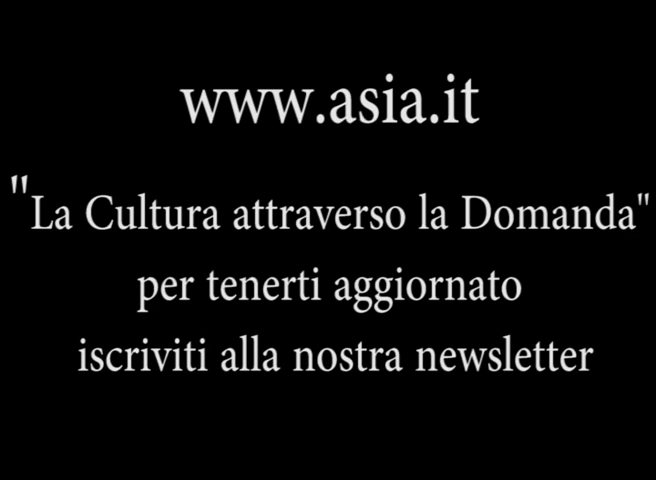 www.asia.it
"La Cultura attraverso la Domanda"
per tenerti aggiornato
iscriviti alla nostra newsletter